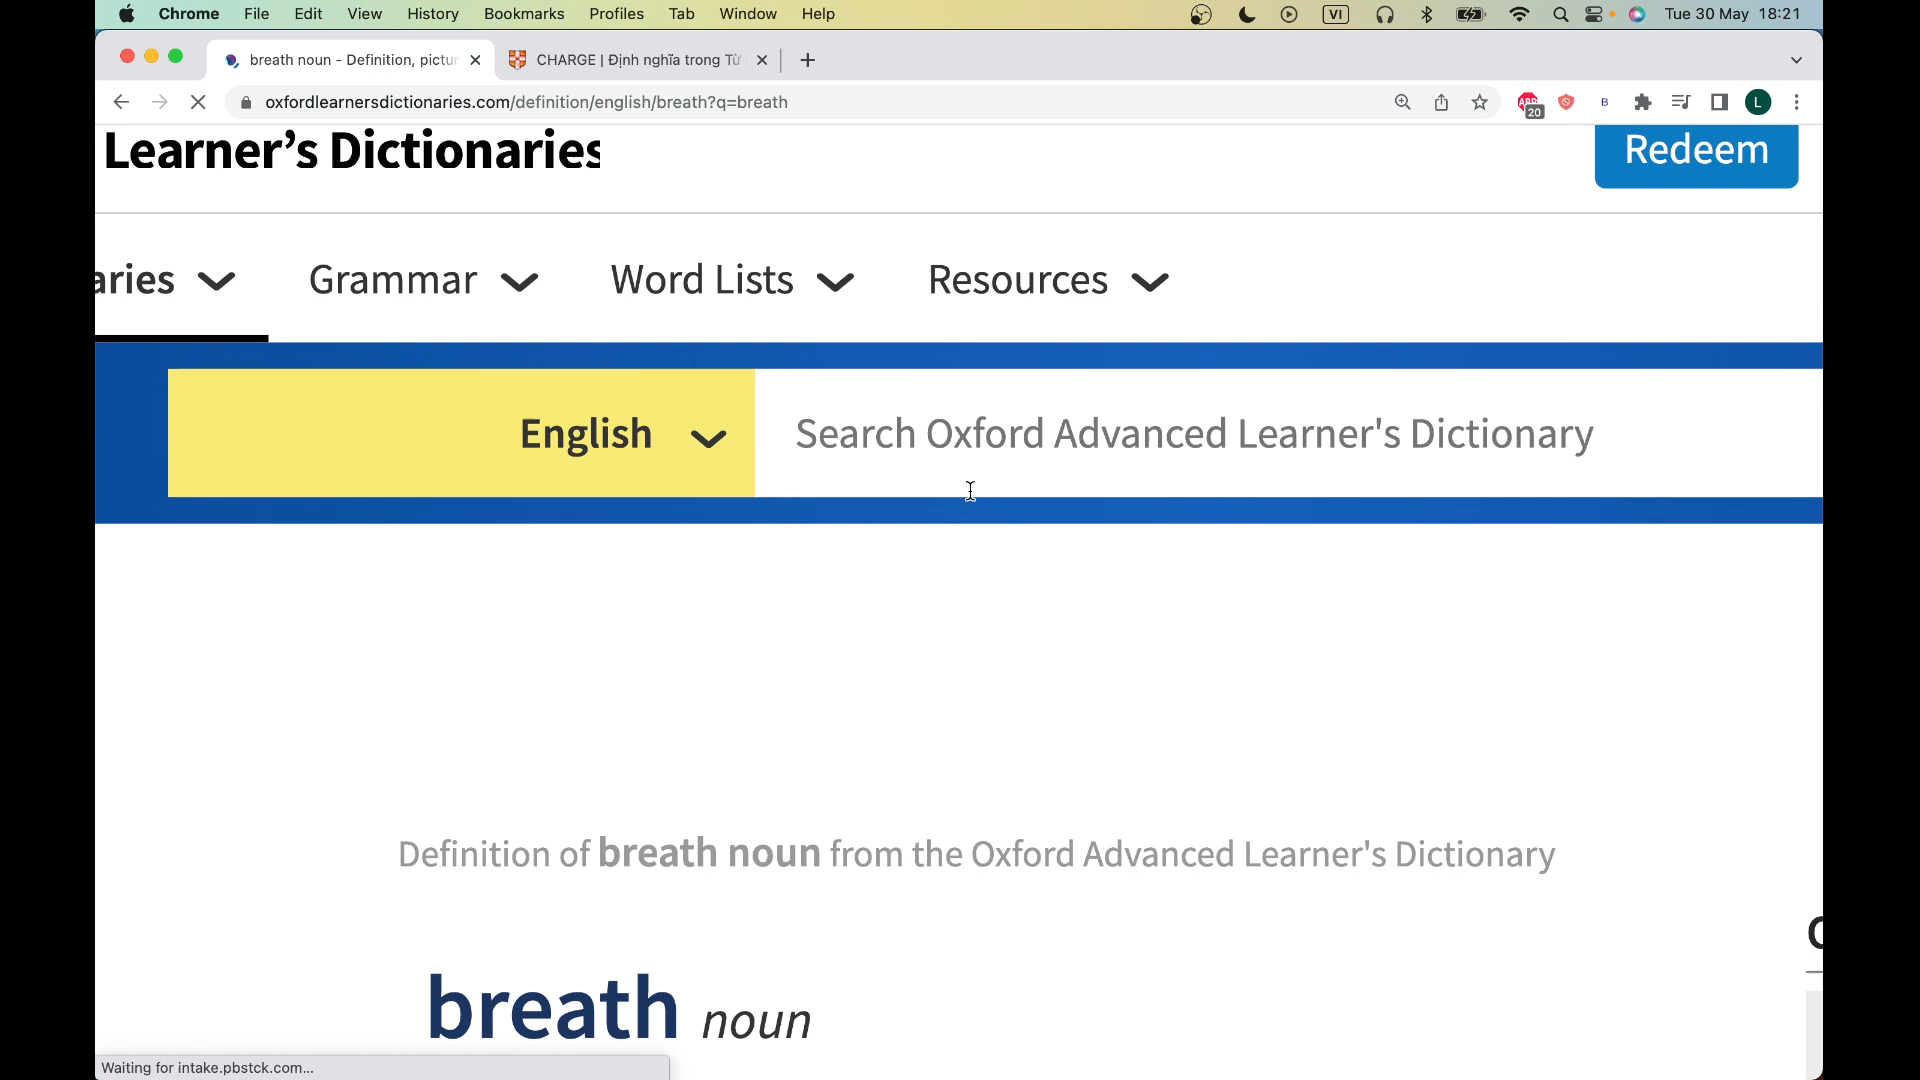 Chrome File Edit View History Bookmarks Profiles Tab Window Help VI Tue 30 May 18:21
breath noun - Definition, pictur CHARGE | Định nghĩa trong Từ
oxfordlearnersdictionaries.com/definition/english/breath?q=breath ABP 20 B L
Learner’s Dictionaries
Redeem
aries Grammar Word Lists Resources
English Search Oxford Advanced Learner's Dictionary
Definition of breath noun from the Oxford Advanced Learner's Dictionary
breath noun
Waiting for intake.pbstck.com...